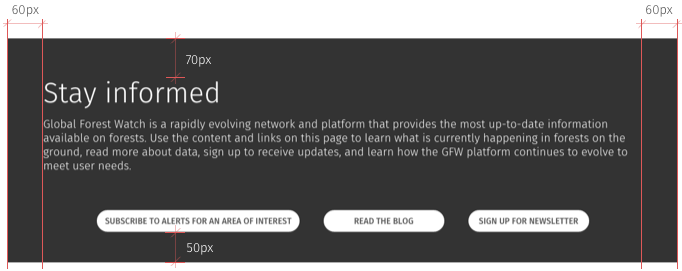 60px 60px
70px
Stay informed
Global Forest Watch is a rapidly evolving network and platform that provides the most up-to-date information
available on forests. Use the content and links on this page to learn what is currently happening in forests on the
ground, read more about data, sign up to receive updates, and learn how the GFW platform continues to evolve to
meet user needs.
SUBSCRIBE TO ALERTS FOR AN AREA OF INTEREST READ THE BLOG SIGN UP FOR NEWSLETTER
50px